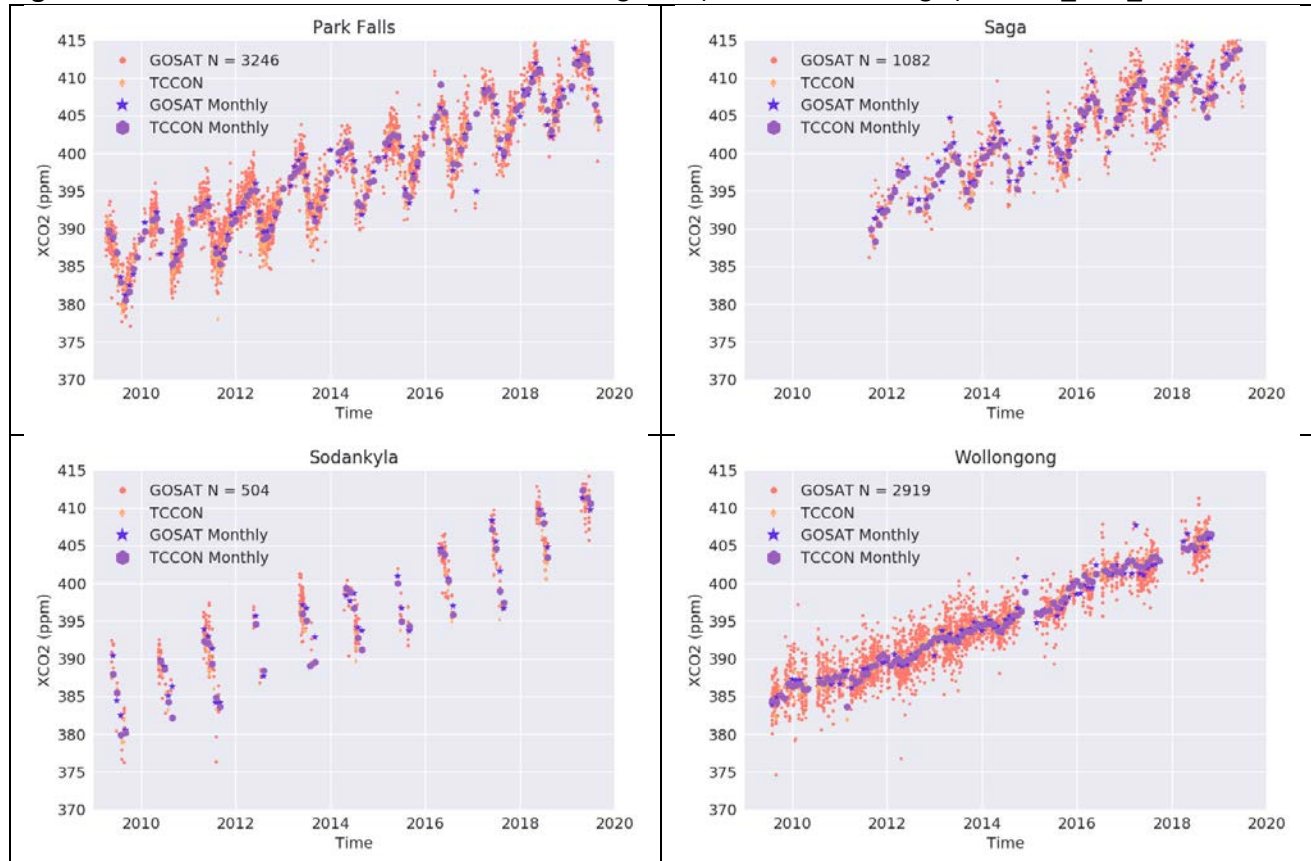 Park Falls
GOSAT N = 3246
TCCON
GOSAT Monthly
TCCON Monthly
415
410
405
400
395
390
385
380
375
370
XCO2 (ppm)
2010 2012 2014 2016 2018 2020
Time
Saga
GOSAT N = 1082
TCCON
GOSAT Monthly
TCCON Monthly
415
410
405
400
395
390
385
380
375
370
XCO2 (ppm)
2010 2012 2014 2016 2018 2020
Time
Sodankyla
GOSAT N = 504
TCCON
GOSAT Monthly
TCCON Monthly
415
410
405
400
395
390
385
380
375
370
XCO2 (ppm)
2010 2012 2014 2016 2018 2020
Time
Wollongong
GOSAT N = 2919
TCCON
GOSAT Monthly
TCCON Monthly
415
410
405
400
395
390
385
380
375
370
XCO2 (ppm)
2010 2012 2014 2016 2018 2020
Time